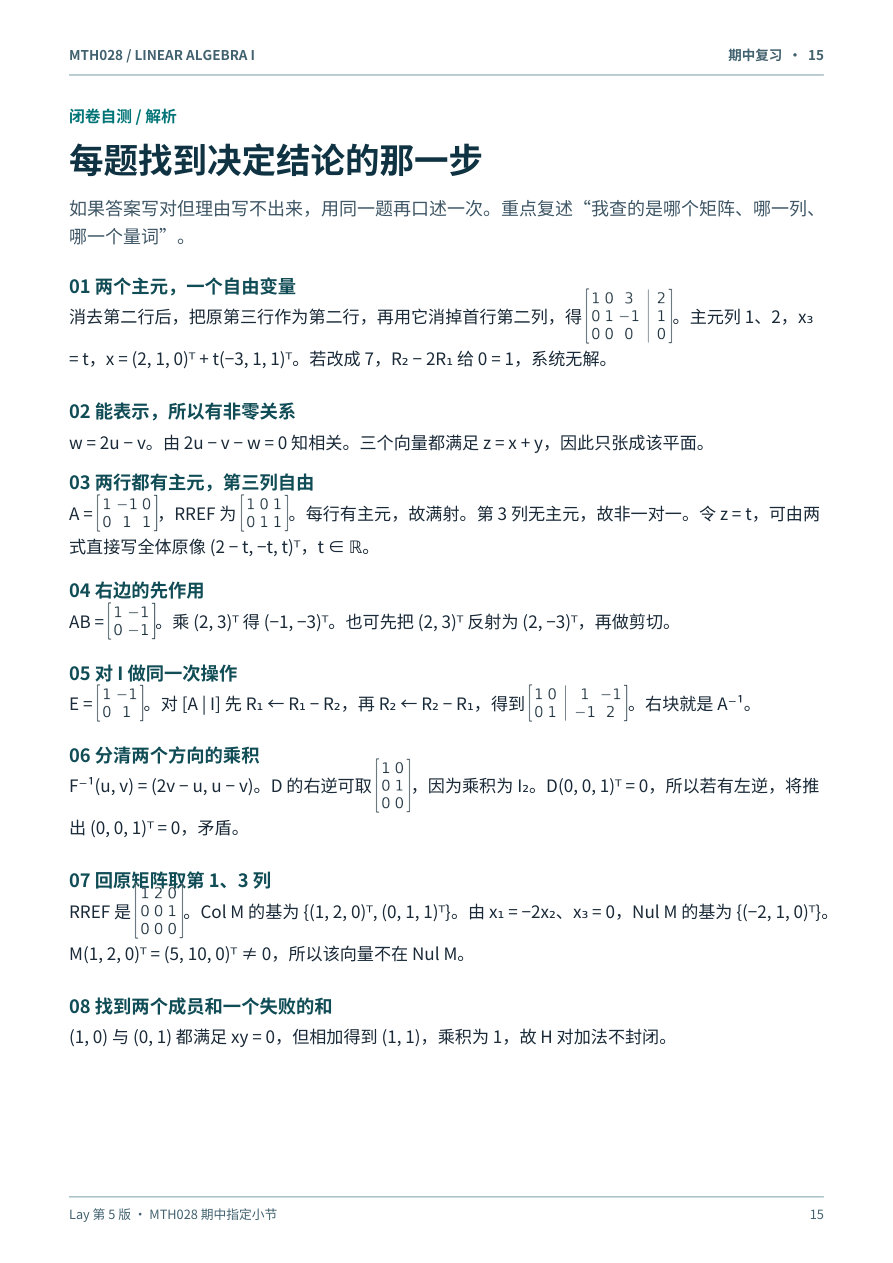 MTH028 / LINEAR ALGEBRA I
期中复习 · 15
闭卷自测 / 解析
每题找到决定结论的那一步
如果答案写对但理由写不出来，用同一题再口述一次。重点复述“我查的是哪个矩阵、哪一列、
哪一个量词”。
01 两个主元，一个自由变量
消去第二行后，把原第三行作为第二行，再用它消掉首行第二列，得 [1 0 3 | 2; 0 1 −1 | 1; 0 0 0 | 0]。主元列 1、2，x₃
= t，x = (2, 1, 0)ᵀ + t(−3, 1, 1)ᵀ。若改成 7，R₂ − 2R₁ 给 0 = 1，系统无解。
02 能表示，所以有非零关系
w = 2u − v。由 2u − v − w = 0 知相关。三个向量都满足 z = x + y，因此只张成该平面。
03 两行都有主元，第三列自由
A = [1 −1 0; 0 1 1]，RREF 为 [1 0 1; 0 1 1]。每行有主元，故满射。第 3 列无主元，故非一对一。令 z = t，可由两
式直接写全体原像 (2 − t, −t, t)ᵀ，t ∈ ℝ。
04 右边的先作用
AB = [1 −1; 0 −1]。乘 (2, 3)ᵀ 得 (−1, −3)ᵀ。也可先把 (2, 3)ᵀ 反射为 (2, −3)ᵀ，再做剪切。
05 对 I 做同一次操作
E = [1 −1; 0 1]。对 [A | I] 先 R₁ ← R₁ − R₂，再 R₂ ← R₂ − R₁，得到 [1 0 | 1 −1; 0 1 | −1 2]。右块就是 A⁻¹。
06 分清两个方向的乘积
F⁻¹(u, v) = (2v − u, u − v)。D 的右逆可取 [1 0; 0 1; 0 0]，因为乘积为 I₂。D(0, 0, 1)ᵀ = 0，所以若有左逆，将推
出 (0, 0, 1)ᵀ = 0，矛盾。
07 回原矩阵取第 1、3 列
RREF 是 [1 2 0; 0 0 1; 0 0 0]。Col M 的基为 {(1, 2, 0)ᵀ, (0, 1, 1)ᵀ}。由 x₁ = −2x₂、x₃ = 0，Nul M 的基为 {(−2, 1, 0)ᵀ}。
M(1, 2, 0)ᵀ = (5, 10, 0)ᵀ ≠ 0，所以该向量不在 Nul M。
08 找到两个成员和一个失败的和
(1, 0) 与 (0, 1) 都满足 xy = 0，但相加得到 (1, 1)，乘积为 1，故 H 对加法不封闭。
Lay 第 5 版 · MTH028 期中指定小节
15